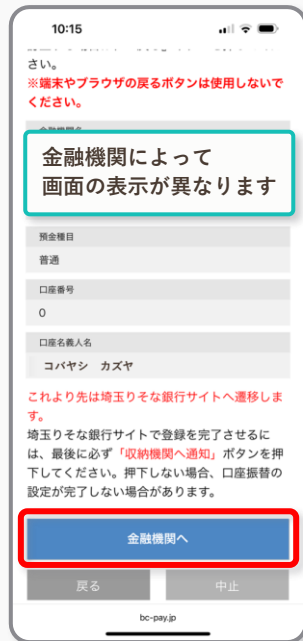 10:15
さい。
※端末やブラウザの戻るボタンは使用しないで
ください。
金融機関によって
画面の表示が異なります
預金種目
普通
口座番号
0
口座名義人名
コバヤシ カズヤ
これより先は埼玉りそな銀行サイトへ遷移しま
す。
埼玉りそな銀行サイトで登録を完了させるに
は、最後に必ず「収納機関へ通知」ボタンを押
下してください。押下しない場合、口座振替の
設定が完了しない場合があります。
金融機関へ
戻る
中止
bc-pay.jp